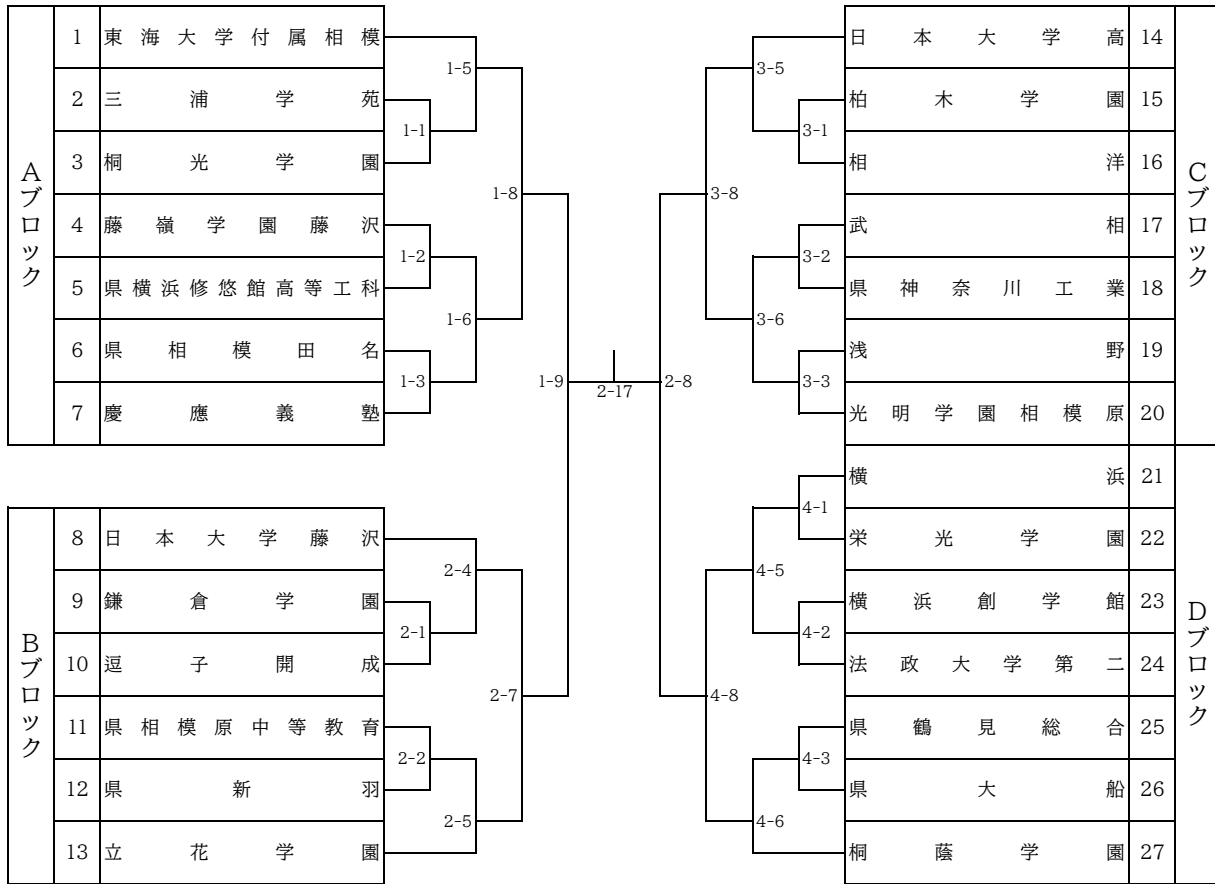 Aブロック
1 東海大学付属相模
2 三浦学苑
3 桐光学園
4 藤嶺学園藤沢
5 県横浜修悠館高等工科
6 県相模田名
7 慶應義塾
1-5
1-1
1-8
1-2
1-6
1-3
1-9
Bブロック
8 日本大学藤沢
9 鎌倉学園
10 逗子開成
11 県相模原中等教育
12 県新羽
13 立花学園
2-4
2-1
2-7
2-2
2-5
2-17
2-8
Cブロック
日本大学高 14
柏木学園 15
相洋 16
武相 17
県神奈川工業 18
浅野 19
光明学園相模原 20
3-5
3-1
3-8
3-2
3-6
3-3
Dブロック
横浜 21
栄光学園 22
横浜創学館 23
法政大学第二 24
県鶴見総合 25
県大船 26
桐蔭学園 27
4-1
4-5
4-2
4-8
4-3
4-6